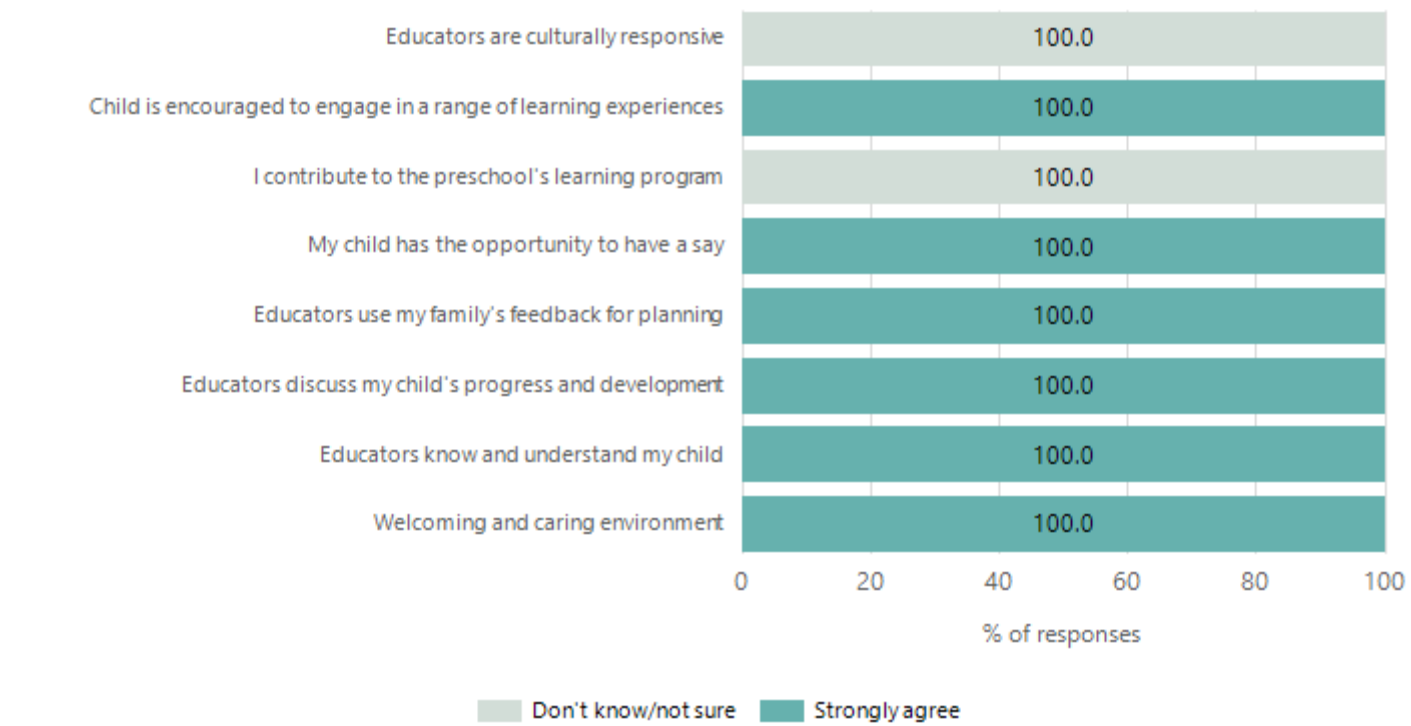 Educators are culturally responsive 100.0
Child is encouraged to engage in a range of learning experiences 100.0
I contribute to the preschool's learning program 100.0
My child has the opportunity to have a say 100.0
Educators use my family's feedback for planning 100.0
Educators discuss my child's progress and development 100.0
Educators know and understand my child 100.0
Welcoming and caring environment 100.0
0 20 40 60 80 100
% of responses
Don't know/not sure Strongly agree